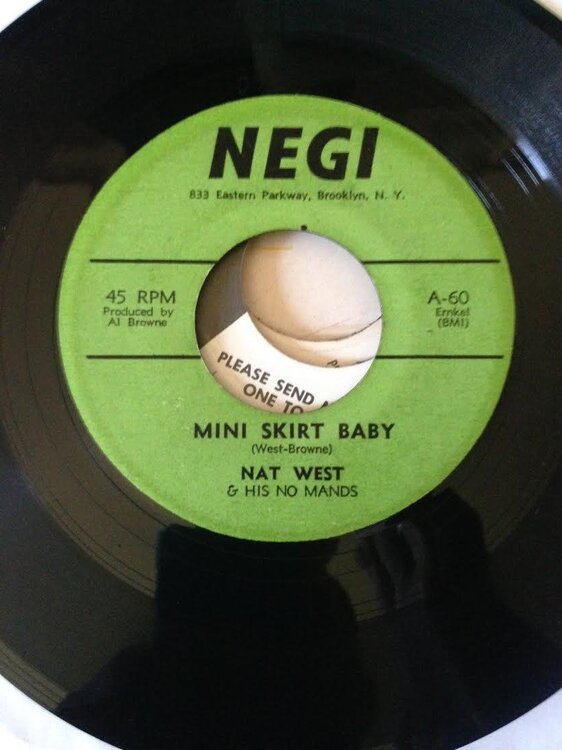 NEGI
833 Eastern Parkway, Brooklyn, N. Y.
45 RPM
Produced by
Al Browne
A-60
Ernkel
(BMI)
PLEASE SEND
ONE TO
MINI SKIRT BABY
(West-Browne)
NAT WEST
& HIS NO MANDS